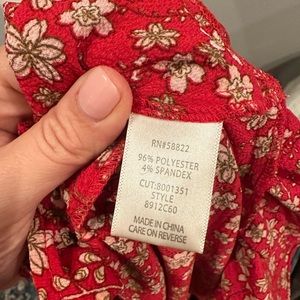 RN#58822
96% POLYESTER
4% SPANDEX
CUT:8001351
STYLE
8912C60
MADE IN CHINA
CARE ON REVERSE